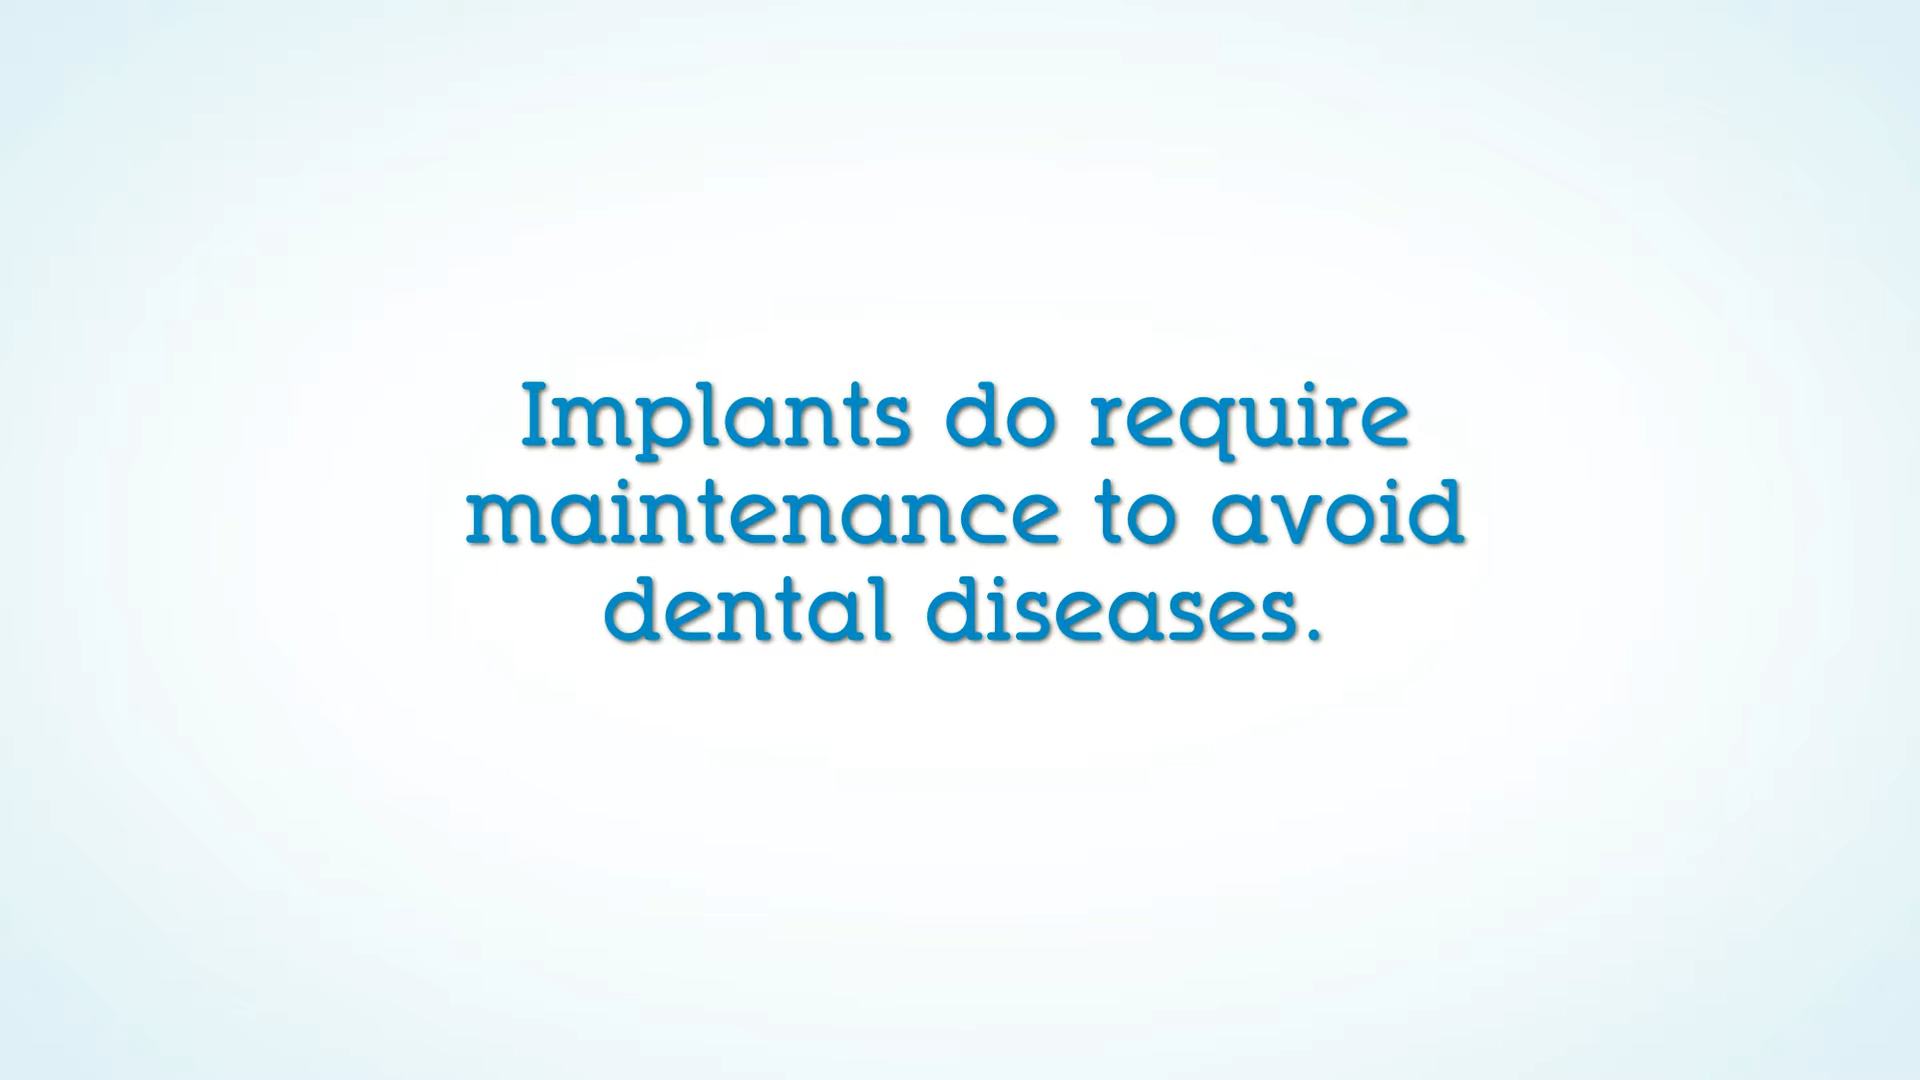 Implants do require
maintenance to avoid
dental diseases.